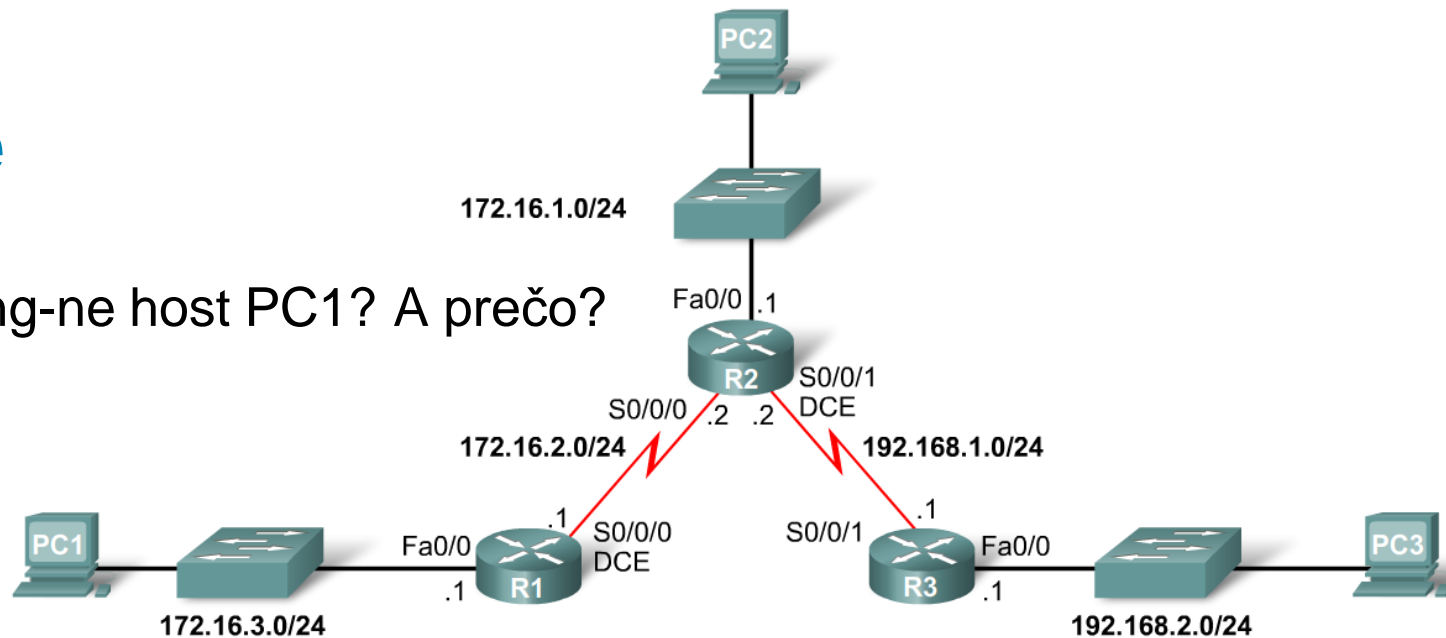 PC2
172.16.1.0/24
ng-ne host PC1? A prečo?
Fa0/0
.1
R2
S0/0/1
DCE
S0/0/0
.2
.2
172.16.2.0/24
192.168.1.0/24
.1
S0/0/0
DCE
S0/0/1
.1
PC1
Fa0/0
.1
R1
R3
Fa0/0
.1
PC3
172.16.3.0/24
192.168.2.0/24